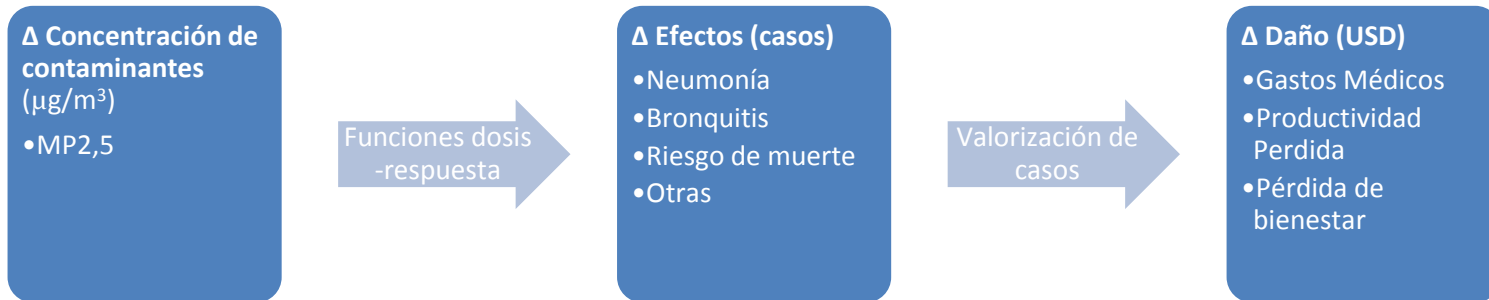 Δ Concentración de
contaminantes
(µg/m³)
•MP2,5
Funciones dosis
-respuesta
Δ Efectos (casos)
•Neumonía
•Bronquitis
•Riesgo de muerte
•Otras
Valorización de
casos
Δ Daño (USD)
•Gastos Médicos
•Productividad
Perdida
•Pérdida de
bienestar